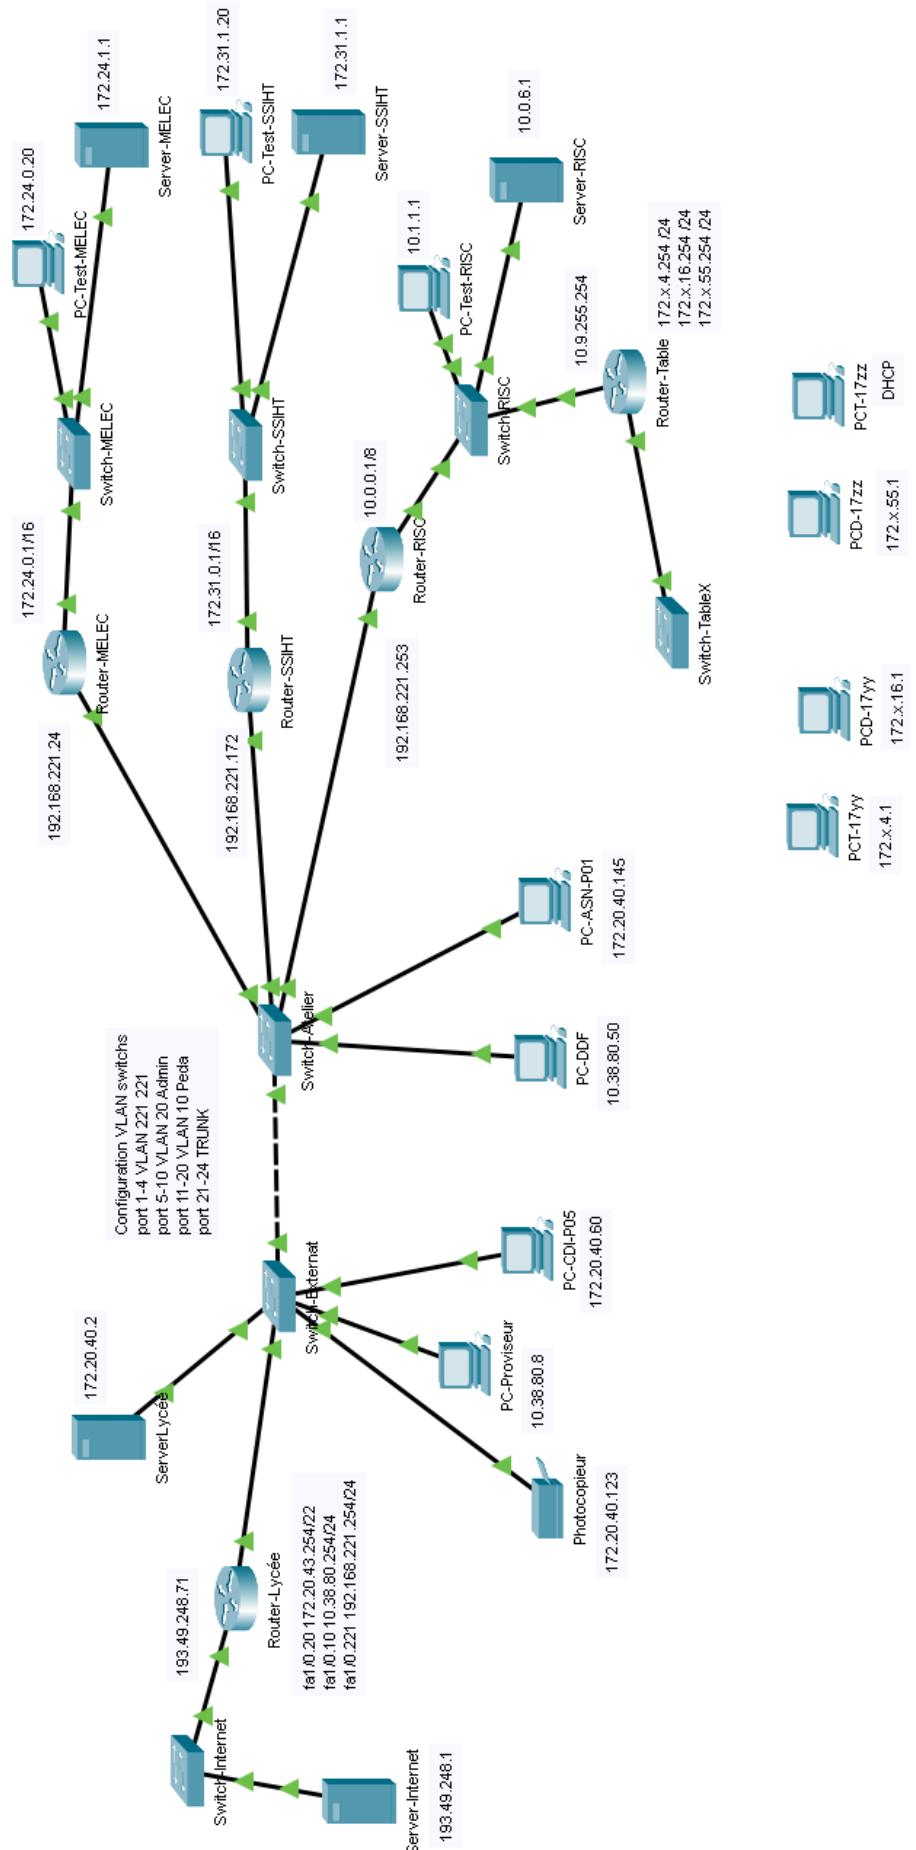 193.49.248.1
Server-Internet
Switch-Internet
193.49.248.71
Router-Lycée
fa1/0.20 172.20.43.254/22
fa1/0.10 10.38.80.254/24
fa1/0.221 192.168.221.254/24
172.20.40.2
ServerLycée
Switch-Externat
Photocopieur
172.20.40.123
PC-Proviseur
10.38.80.8
PC-CDI-P05
172.20.40.60
Configuration VLAN switchs
port 1-4 VLAN 221 221
port 5-10 VLAN 20 Admin
port 11-20 VLAN 10 Peda
port 21-24 TRUNK
Switch-Atelier
PC-DDF
10.38.80.50
PC-ASN-P01
172.20.40.145
192.168.221.24
Router-MELEC
172.24.0.1/16
Switch-MELEC
172.24.0.20
PC-Test-MELEC
172.24.1.1
Server-MELEC
192.168.221.172
Router-SSIHT
172.31.0.1/16
Switch-SSIHT
172.31.1.20
PC-Test-SSIHT
172.31.1.1
Server-SSIHT
192.168.221.253
Router-RISC
10.0.0.1/8
Switch-RISC
10.1.1.1
PC-Test-RISC
10.0.6.1
Server-RISC
10.9.255.254
Router-Table
172.x.4.254 /24
172.x.16.254 /24
172.x.55.254 /24
Switch-TableX
PCT-17yy
172.x.4.1
PCD-17yy
172.x.16.1
PCD-17zz
172.x.55.1
PCT-17zz
DHCP